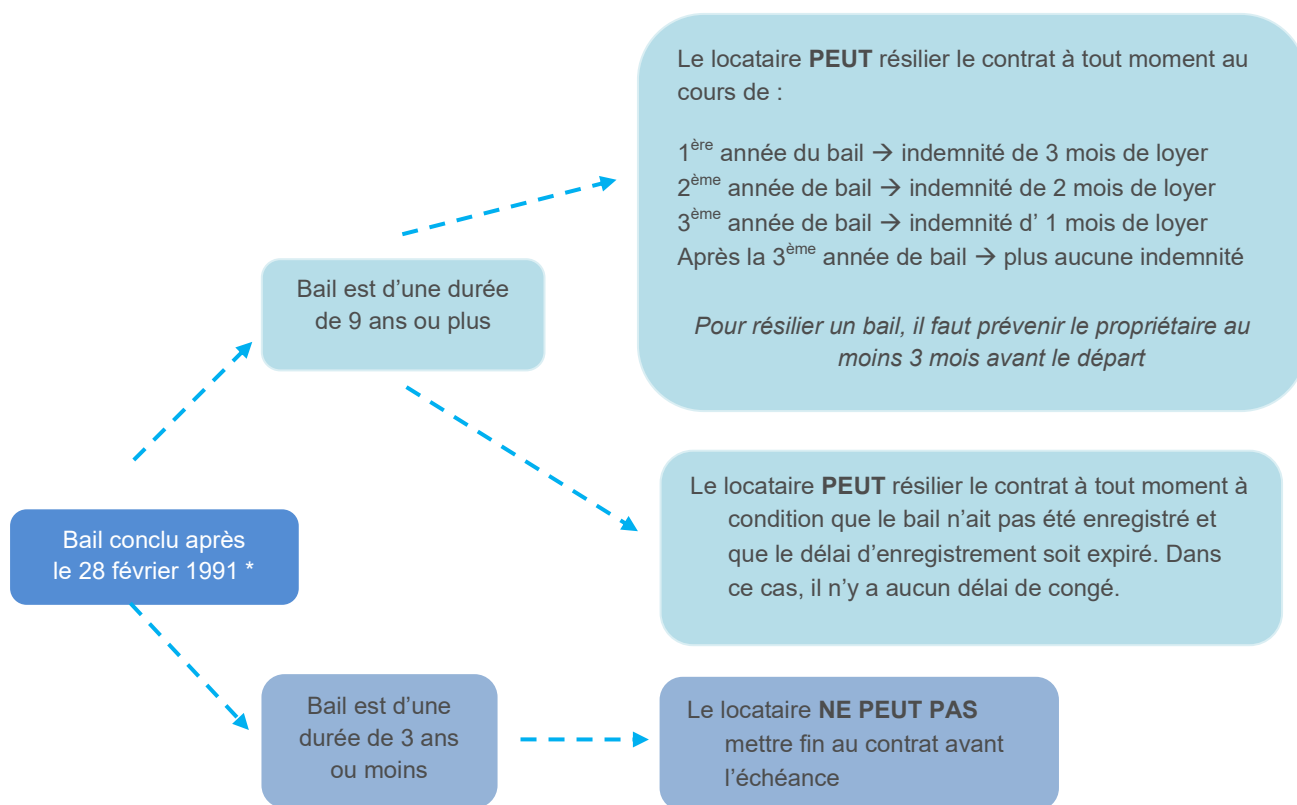 Le locataire PEUT résilier le contrat à tout moment au
cours de :
1ère année du bail → indemnité de 3 mois de loyer
2ème année de bail → indemnité de 2 mois de loyer
3ème année de bail → indemnité d’ 1 mois de loyer
Après la 3ème année de bail → plus aucune indemnité
Pour résilier un bail, il faut prévenir le propriétaire au
moins 3 mois avant le départ
Bail est d’une durée
de 9 ans ou plus
Le locataire PEUT résilier le contrat à tout moment à
condition que le bail n’ait pas été enregistré et
que le délai d’enregistrement soit expiré. Dans
ce cas, il n’y a aucun délai de congé.
Bail conclu après
le 28 février 1991 *
Bail est d’une
durée de 3 ans
ou moins
Le locataire NE PEUT PAS
mettre fin au contrat avant
l’échéance